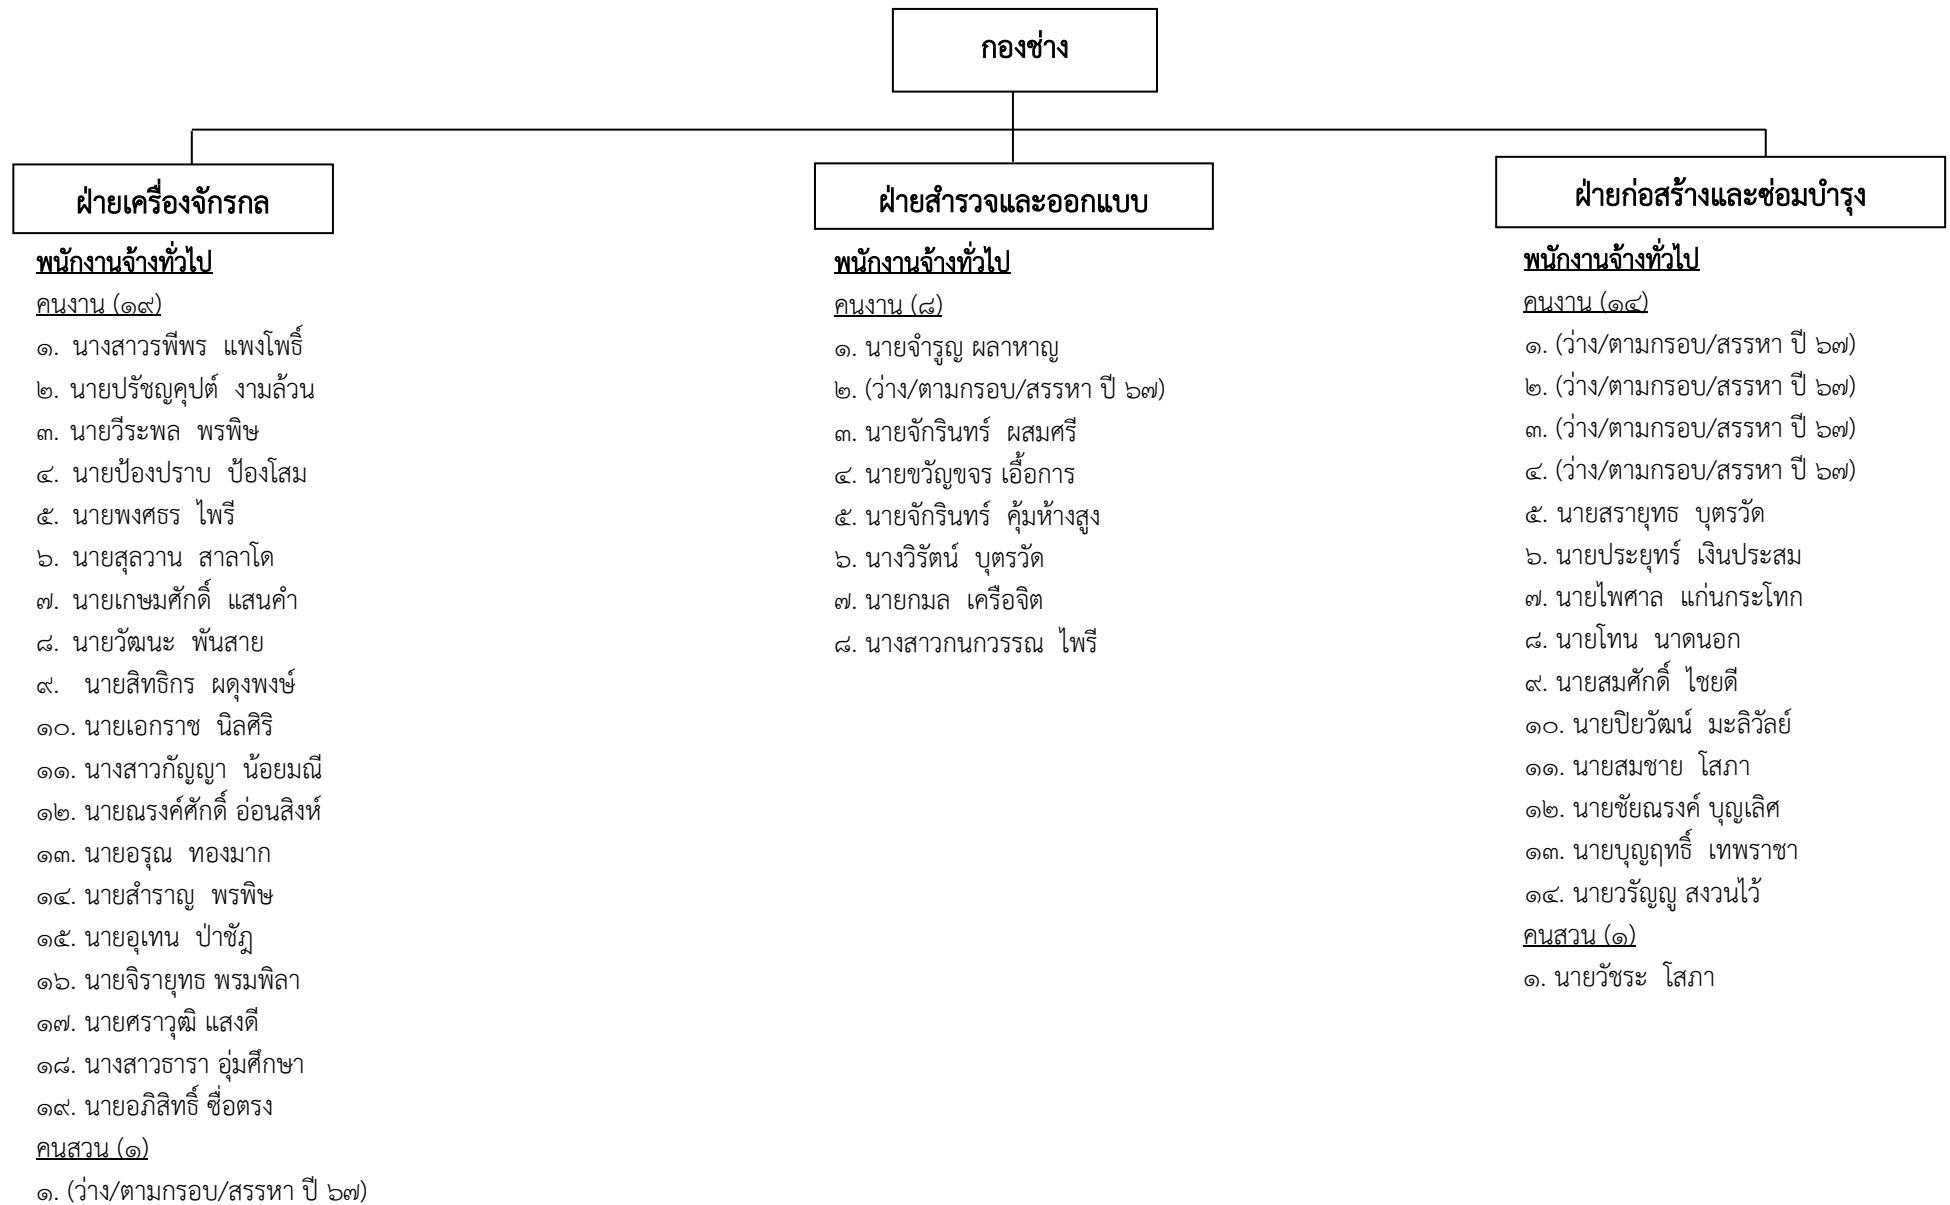 กองช่าง
ฝ่ายเครื่องจักรกล
พนักงานจ้างทั่วไป
คนงาน (๑๙)
๑. นางสาวรพีพร แพงโพธิ์
๒. นายปรัชญคุปต์ งามล้วน
๓. นายวีระพล พรพิษ
๔. นายป้องปราบ ป้องโสม
๕. นายพงศธร ไพรี
๖. นายสุลวาน สาลาโด
๗. นายเกษมศักดิ์ แสนคำ
๘. นายวัฒนะ พันสาย
๙. นายสิทธิกร ผดุงพงษ์
๑๐. นายเอกราช นิลศิริ
๑๑. นางสาวกัญญา น้อยมณี
๑๒. นายณรงค์ศักดิ์ อ่อนสิงห์
๑๓. นายอรุณ ทองมาก
๑๔. นายสำราญ พรพิษ
๑๕. นายอุเทน ป่าชัฎ
๑๖. นายจิรายุทธ พรมพิลา
๑๗. นายศราวุฒิ แสงดี
๑๘. นางสาวธารา อุ่มศึกษา
๑๙. นายอภิสิทธิ์ ซื่อตรง
คนสวน (๑)
๑. (ว่าง/ตามกรอบ/สรรหา ปี ๖๗)
ฝ่ายสำรวจและออกแบบ
พนักงานจ้างทั่วไป
คนงาน (๘)
๑. นายจำรูญ ผลาหาญ
๒. (ว่าง/ตามกรอบ/สรรหา ปี ๖๗)
๓. นายจักรินทร์ ผสมศรี
๔. นายขวัญขจร เอื้อการ
๕. นายจักรินทร์ คุ้มห้างสูง
๖. นางวิรัตน์ บุตรวัด
๗. นายกมล เครือจิต
๘. นางสาวกนกวรรณ ไพรี
ฝ่ายก่อสร้างและซ่อมบำรุง
พนักงานจ้างทั่วไป
คนงาน (๑๔)
๑. (ว่าง/ตามกรอบ/สรรหา ปี ๖๗)
๒. (ว่าง/ตามกรอบ/สรรหา ปี ๖๗)
๓. (ว่าง/ตามกรอบ/สรรหา ปี ๖๗)
๔. (ว่าง/ตามกรอบ/สรรหา ปี ๖๗)
๕. นายสรายุทธ บุตรวัด
๖. นายประยุทร์ เงินประสม
๗. นายไพศาล แก่นกระโทก
๘. นายโทน นาดนอก
๙. นายสมศักดิ์ ไชยดี
๑๐. นายปิยวัฒน์ มะลิวัลย์
๑๑. นายสมชาย โสภา
๑๒. นายชัยณรงค์ บุญเลิศ
๑๓. นายบุญฤทธิ์ เทพราชา
๑๔. นายวรัญญู สงวนไว้
คนสวน (๑)
๑. นายวัชระ โสภา